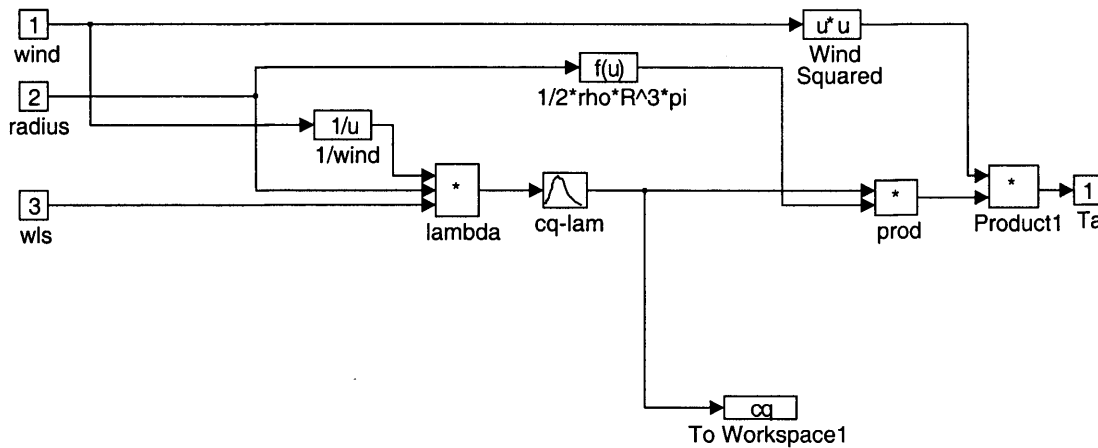 1
wind
u*u
Wind
Squared
2
radius
f(u)
1/2*rho*R^3*pi
1/u
1/wind
3
wls
*
lambda
cq-lam
*
prod
*
Product1
1
Ta
cq
To Workspace1